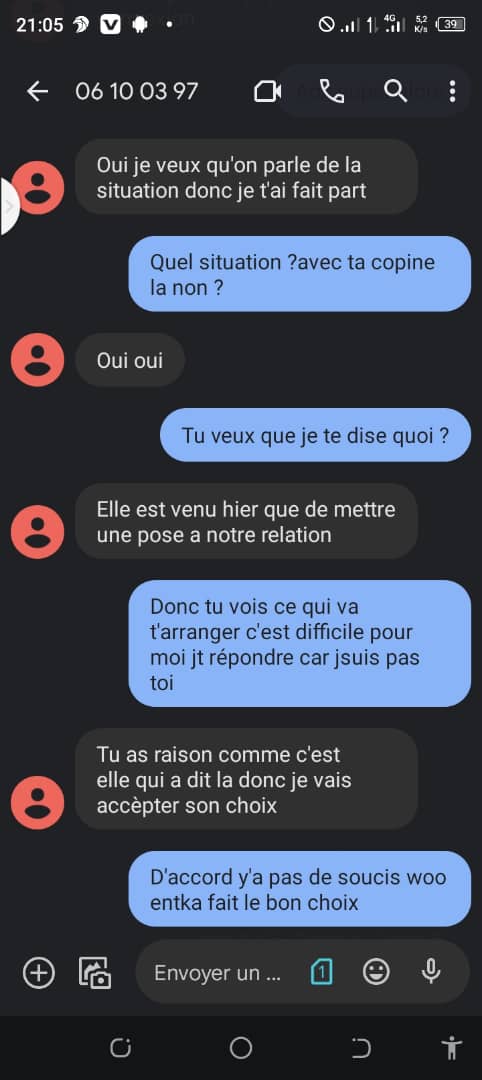 21:05
4G
5,2
K/s
39
06 10 03 97
Oui je veux qu'on parle de la
situation donc je t'ai fait part
Quel situation ?avec ta copine
la non ?
Oui oui
Tu veux que je te dise quoi ?
Elle est venu hier que de mettre
une pose a notre relation
Donc tu vois ce qui va
t'arranger c'est difficile pour
moi jt répondre car jsuis pas
toi
Tu as raison comme c'est
elle qui a dit la donc je vais
accèpter son choix
D'accord y'a pas de soucis woo
entka fait le bon choix
Envoyer un ...
1